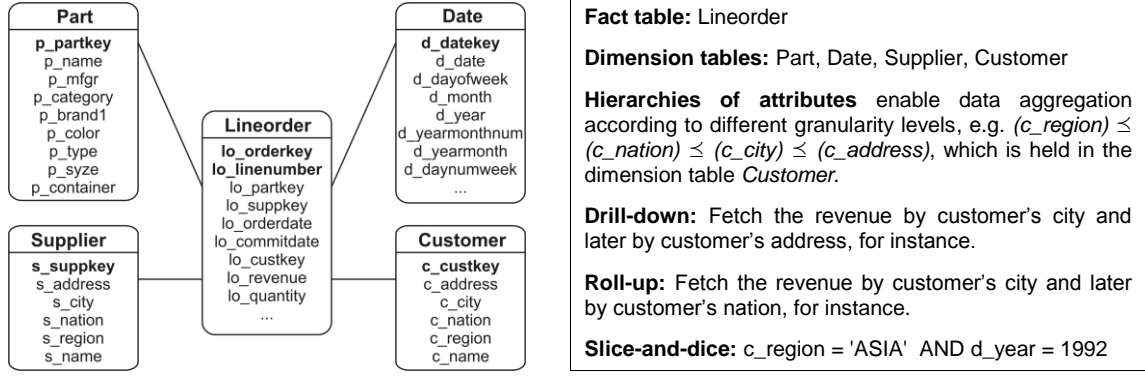 Part
p_partkey
p_name
p_mfgr
p_category
p_brand1
p_color
p_type
p_syze
p_container
Supplier
s_suppkey
s_address
s_city
s_nation
s_region
s_name
Lineorder
lo_orderkey
lo_linenumber
lo_partkey
lo_suppkey
lo_orderdate
lo_commitdate
lo_custkey
lo_revenue
lo_quantity
...
Date
d_datekey
d_date
d_dayofweek
d_month
d_year
d_yearmonthnum
d_yearmonth
d_daynumweek
...
Customer
c_custkey
c_address
c_city
c_nation
c_region
c_name
Fact table: Lineorder
Dimension tables: Part, Date, Supplier, Customer
Hierarchies of attributes enable data aggregation
according to different granularity levels, e.g. (c_region) ⪯
(c_nation) ⪯ (c_city) ⪯ (c_address), which is held in the
dimension table Customer.
Drill-down: Fetch the revenue by customer's city and
later by customer's address, for instance.
Roll-up: Fetch the revenue by customer's city and later
by customer's nation, for instance.
Slice-and-dice: c_region = 'ASIA' AND d_year = 1992